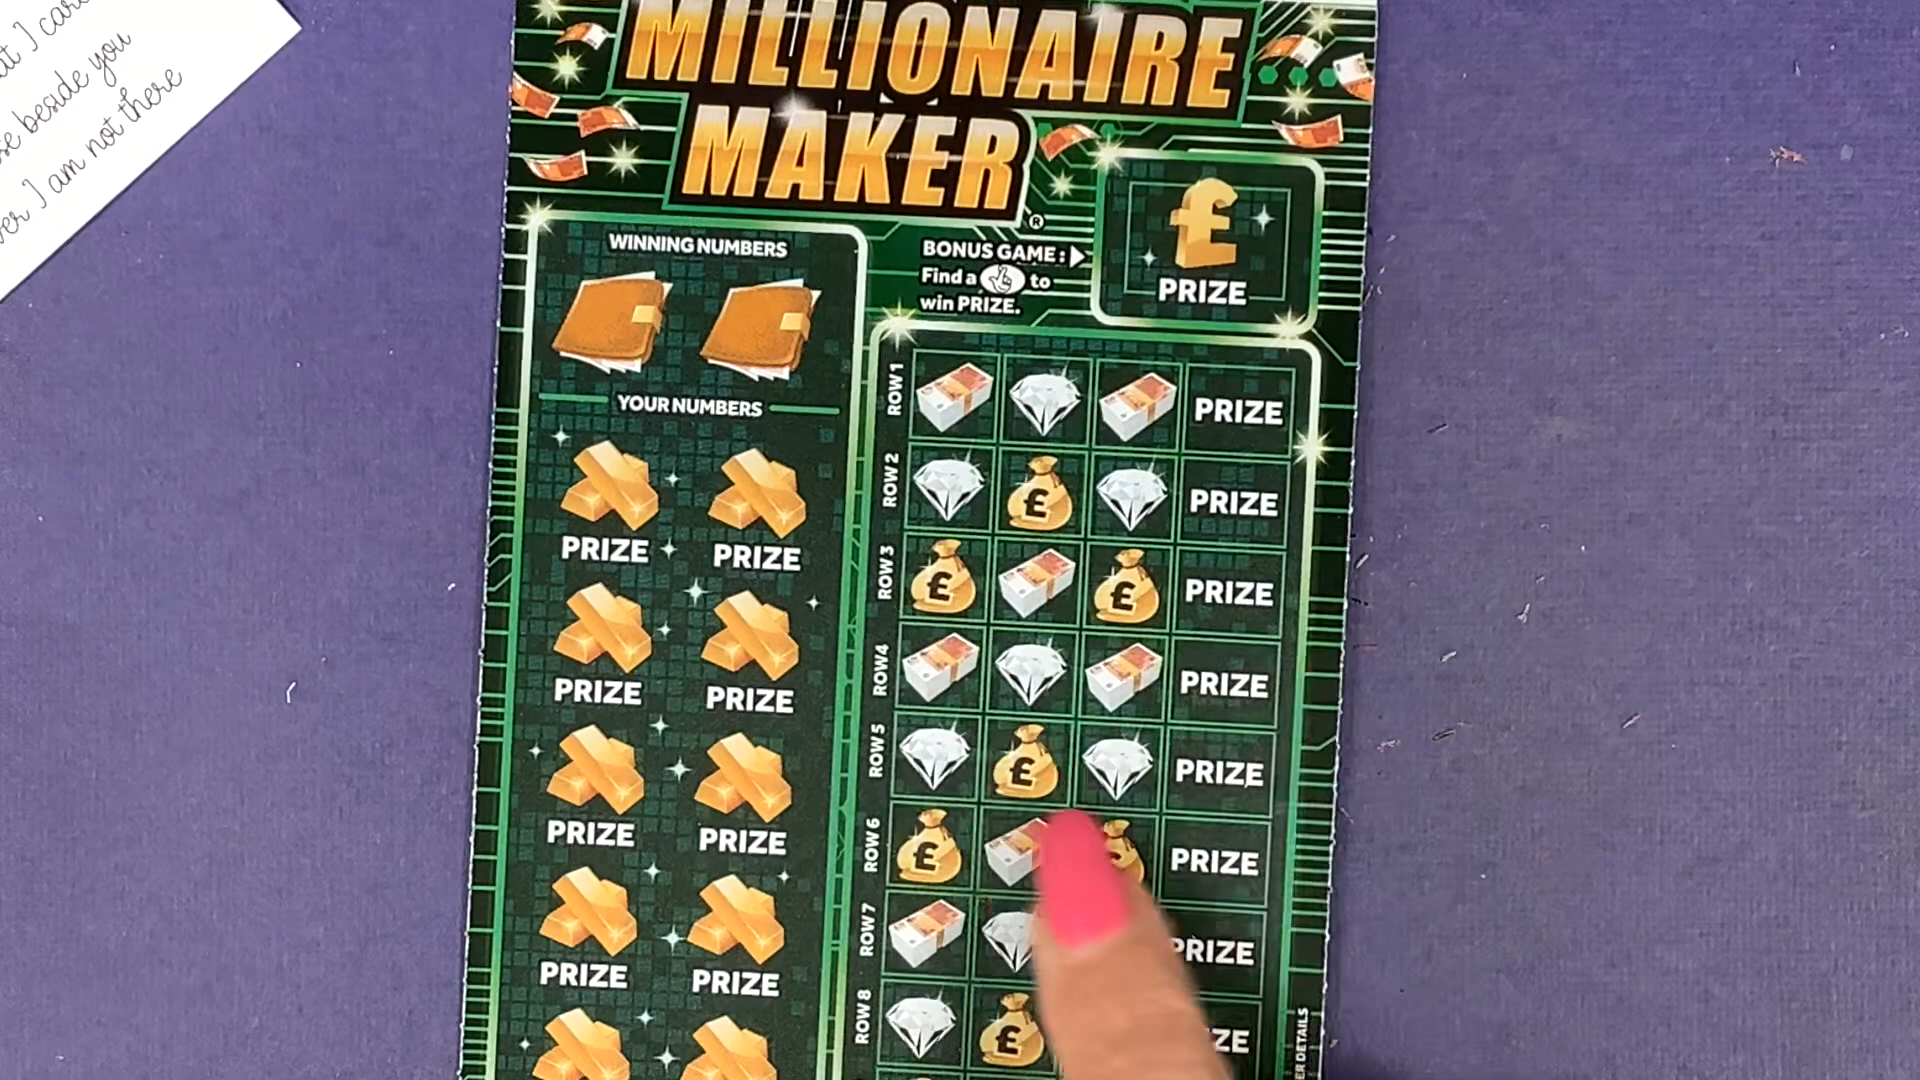 beside you
I am not there
MILLIONAIRE
MAKER
®
£
PRIZE
BONUS GAME:
Find a to
win PRIZE.
WINNING NUMBERS
YOUR NUMBERS
PRIZE PRIZE
PRIZE PRIZE
PRIZE PRIZE
PRIZE PRIZE
ROW 1 PRIZE
ROW 2 £ PRIZE
ROW 3 £ £ PRIZE
ROW 4 PRIZE
ROW 5 £ PRIZE
ROW 6 £ PRIZE
ROW 7 PRIZE
ROW 8 £ ZE
DETAILS